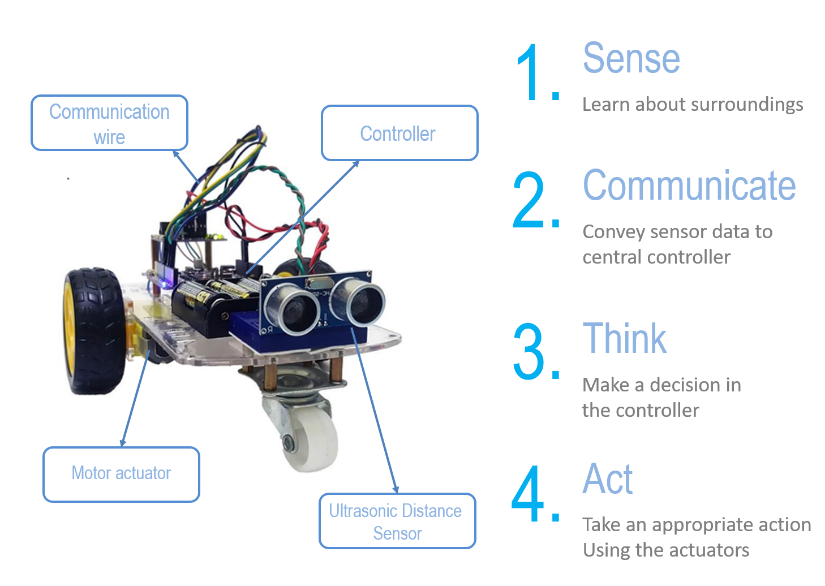 Communication
wire
Controller
Motor actuator
Ultrasonic Distance
Sensor
1. Sense
Learn about surroundings
2. Communicate
Convey sensor data to
central controller
3. Think
Make a decision in
the controller
4. Act
Take an appropriate action
Using the actuators